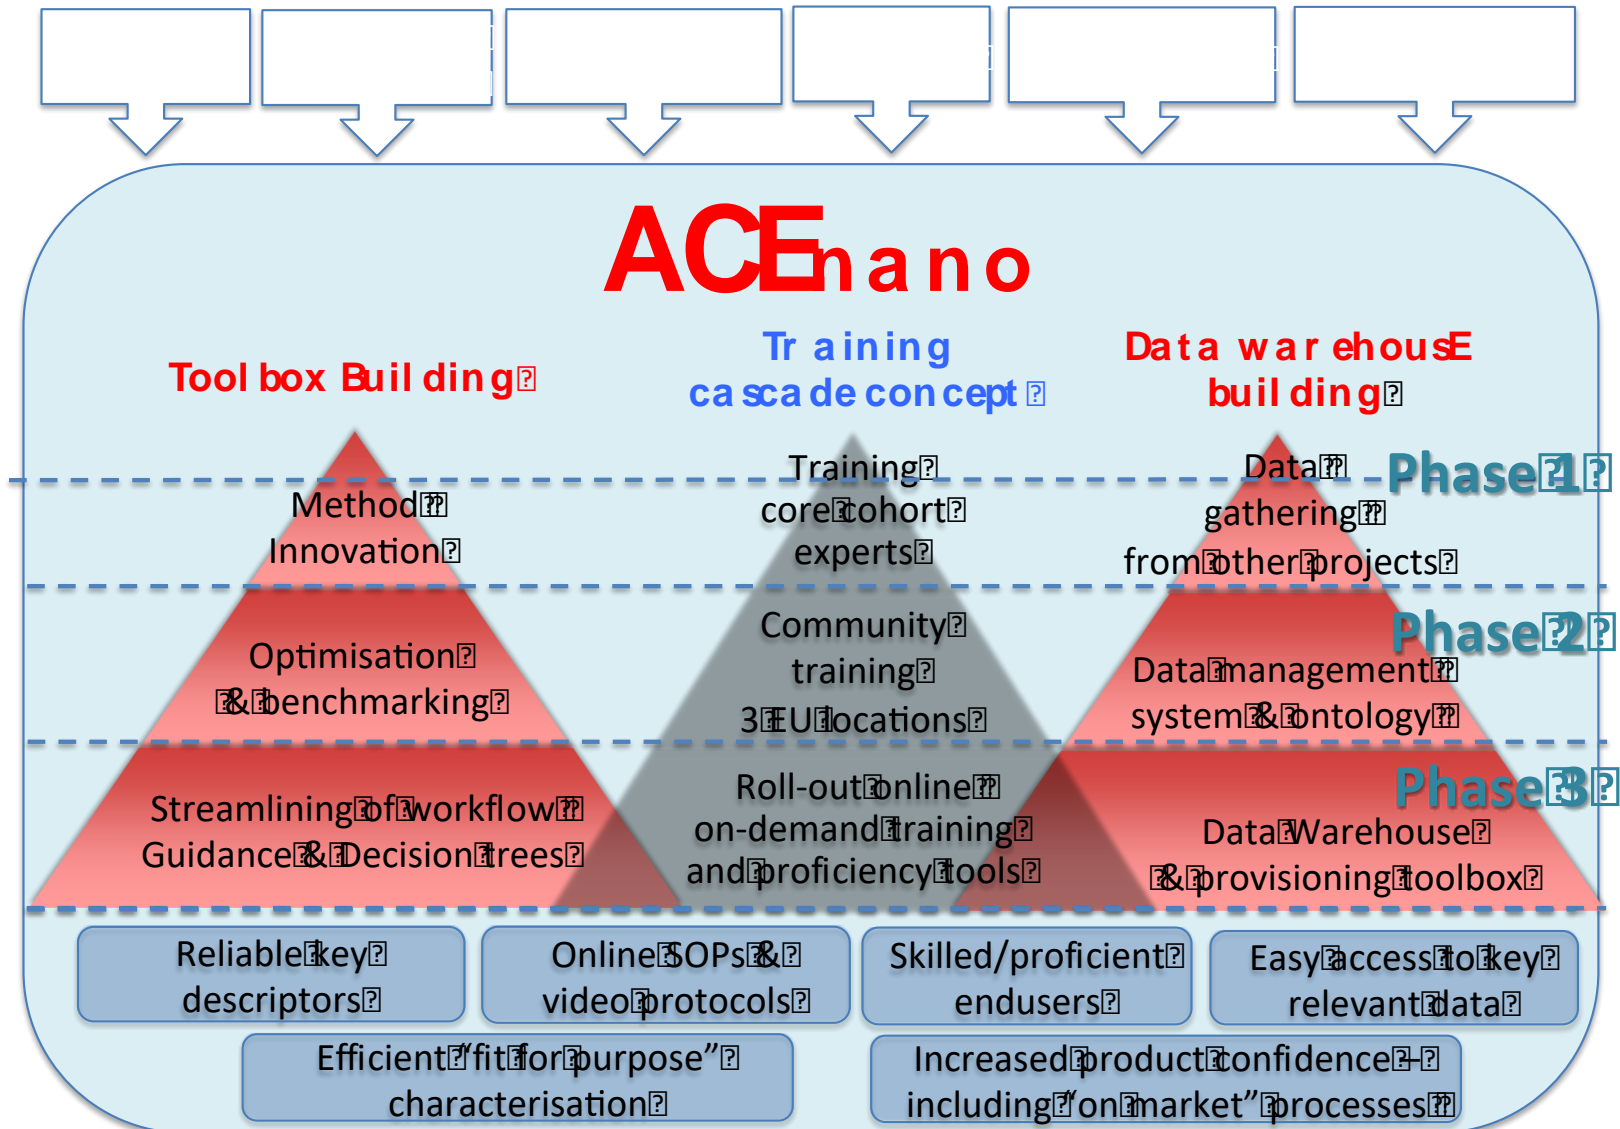 ACEnano
Toolbox Building
Training
cascade concept
Data warehousE
building
Method
Innovation
Training
core cohort
experts
Data
gathering
from other projects
Phase 1
Optimisation
& benchmarking
Community
training
3 EU locations
Data management
system & ontology
Phase 2
Streamlining of workflow
Guidance & Decision trees
Roll-out online
on-demand training
and proficiency tools
Data Warehouse
& provisioning toolbox
Phase 3
Reliable key
descriptors
Online SOPs &
video protocols
Skilled/proficient
endusers
Easy access to key
relevant data
Efficient “fit for purpose”
characterisation
Increased product confidence –
including “on market” processes